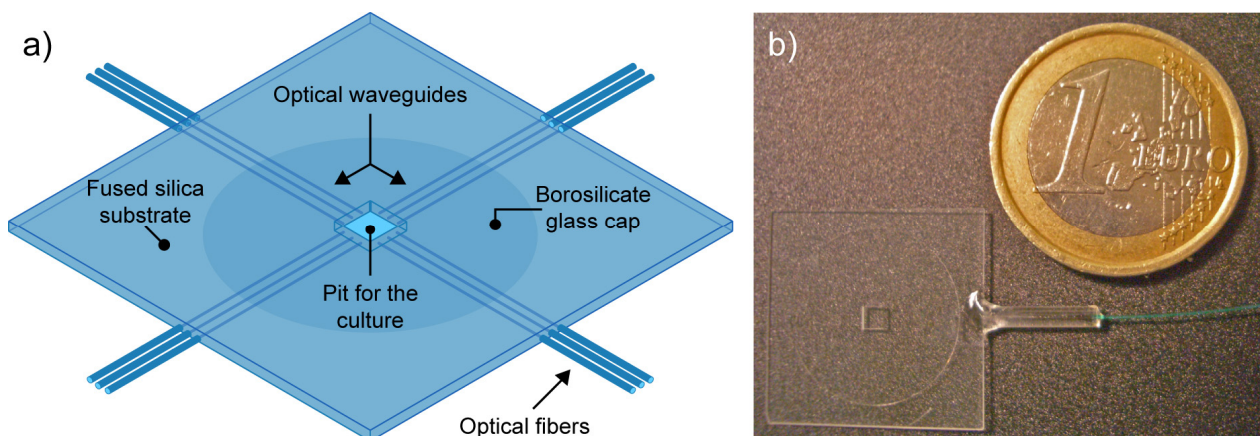 a)
Optical waveguides
Fused silica
substrate
Borosilicate
glass cap
Pit for the
culture
Optical fibers
b)
1
EURO